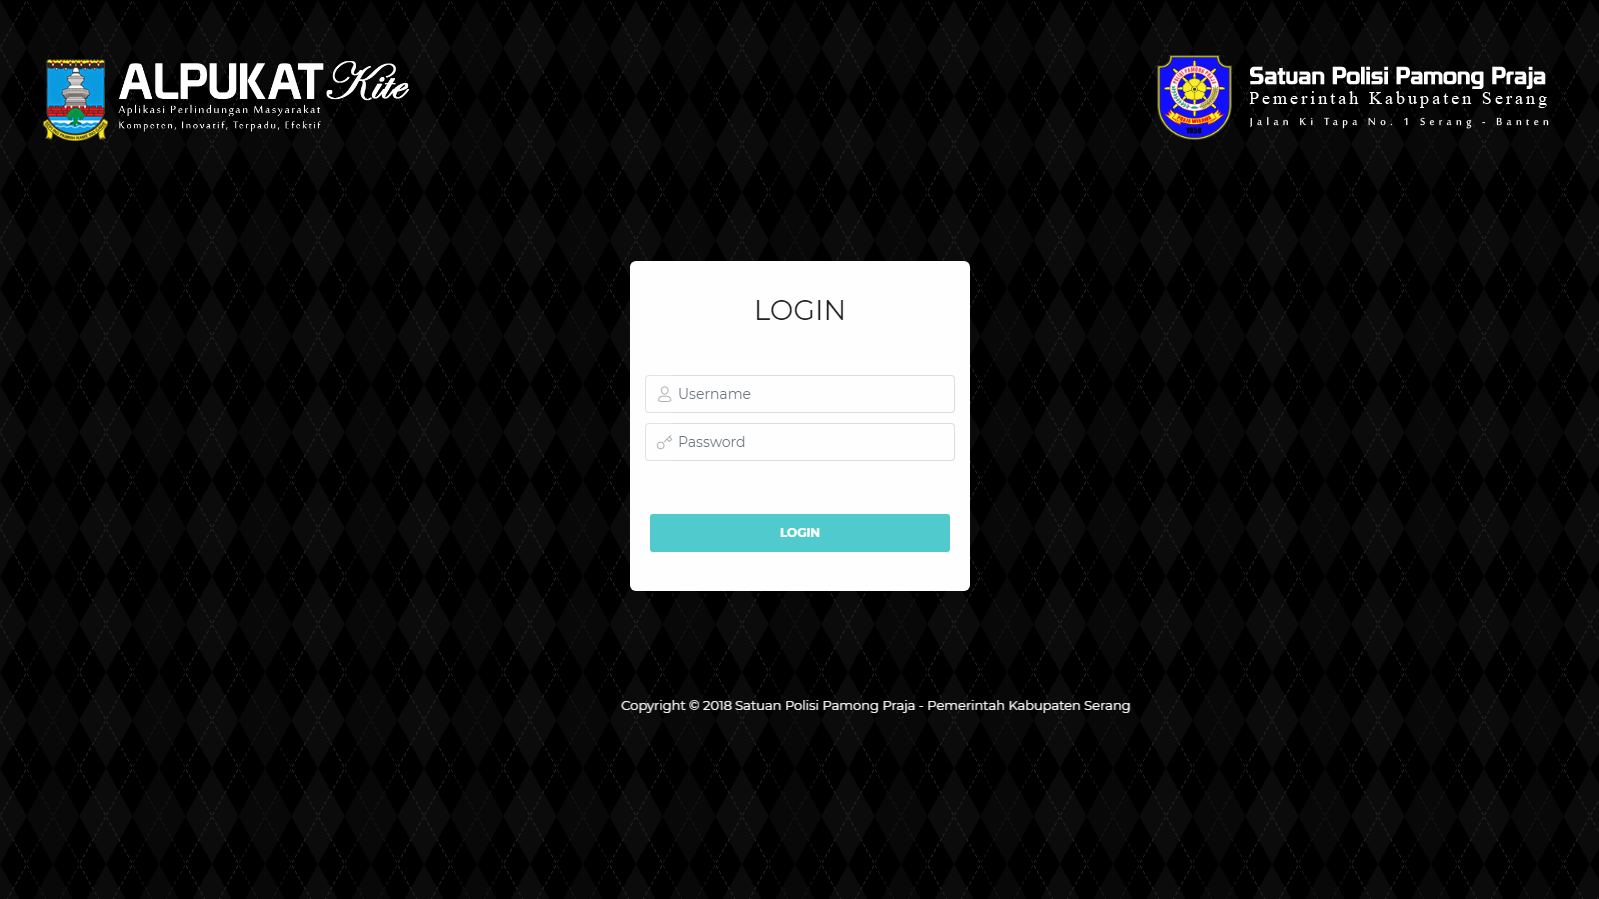 ALPUKAT Kite
Aplikasi Perlindungan Masyarakat
Kompeten, Inovatif, Terpadu, Efektif
Satuan Polisi Pamong Praja
Pemerintah Kabupaten Serang
Jalan Ki Tapa No. 1 Serang - Banten
LOGIN
Username
Password
LOGIN
Copyright © 2018 Satuan Polisi Pamong Praja - Pemerintah Kabupaten Serang